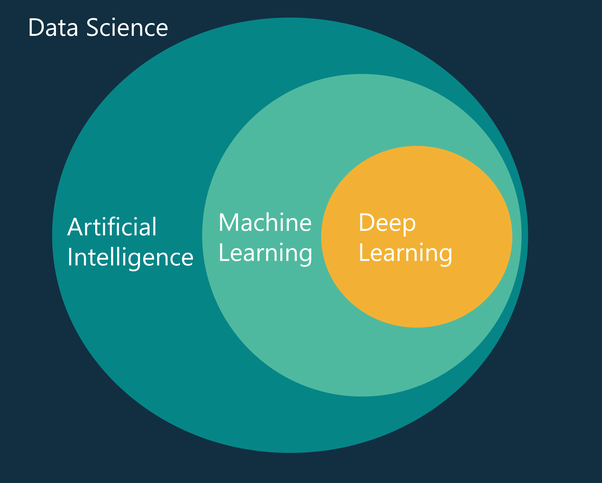 Data Science
Artificial
Intelligence
Machine
Learning
Deep
Learning